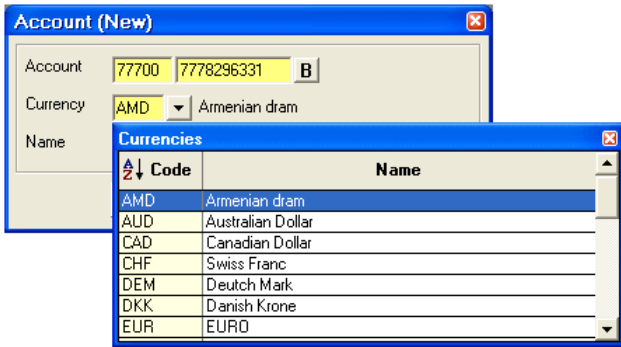 Account (New)
Account 77700 7778296331 B
Currency AMD Armenian dram
Name
Currencies
AZ Code Name
AMD Armenian dram
AUD Australian Dollar
CAD Canadian Dollar
CHF Swiss Franc
DEM Deutch Mark
DKK Danish Krone
EUR EURO